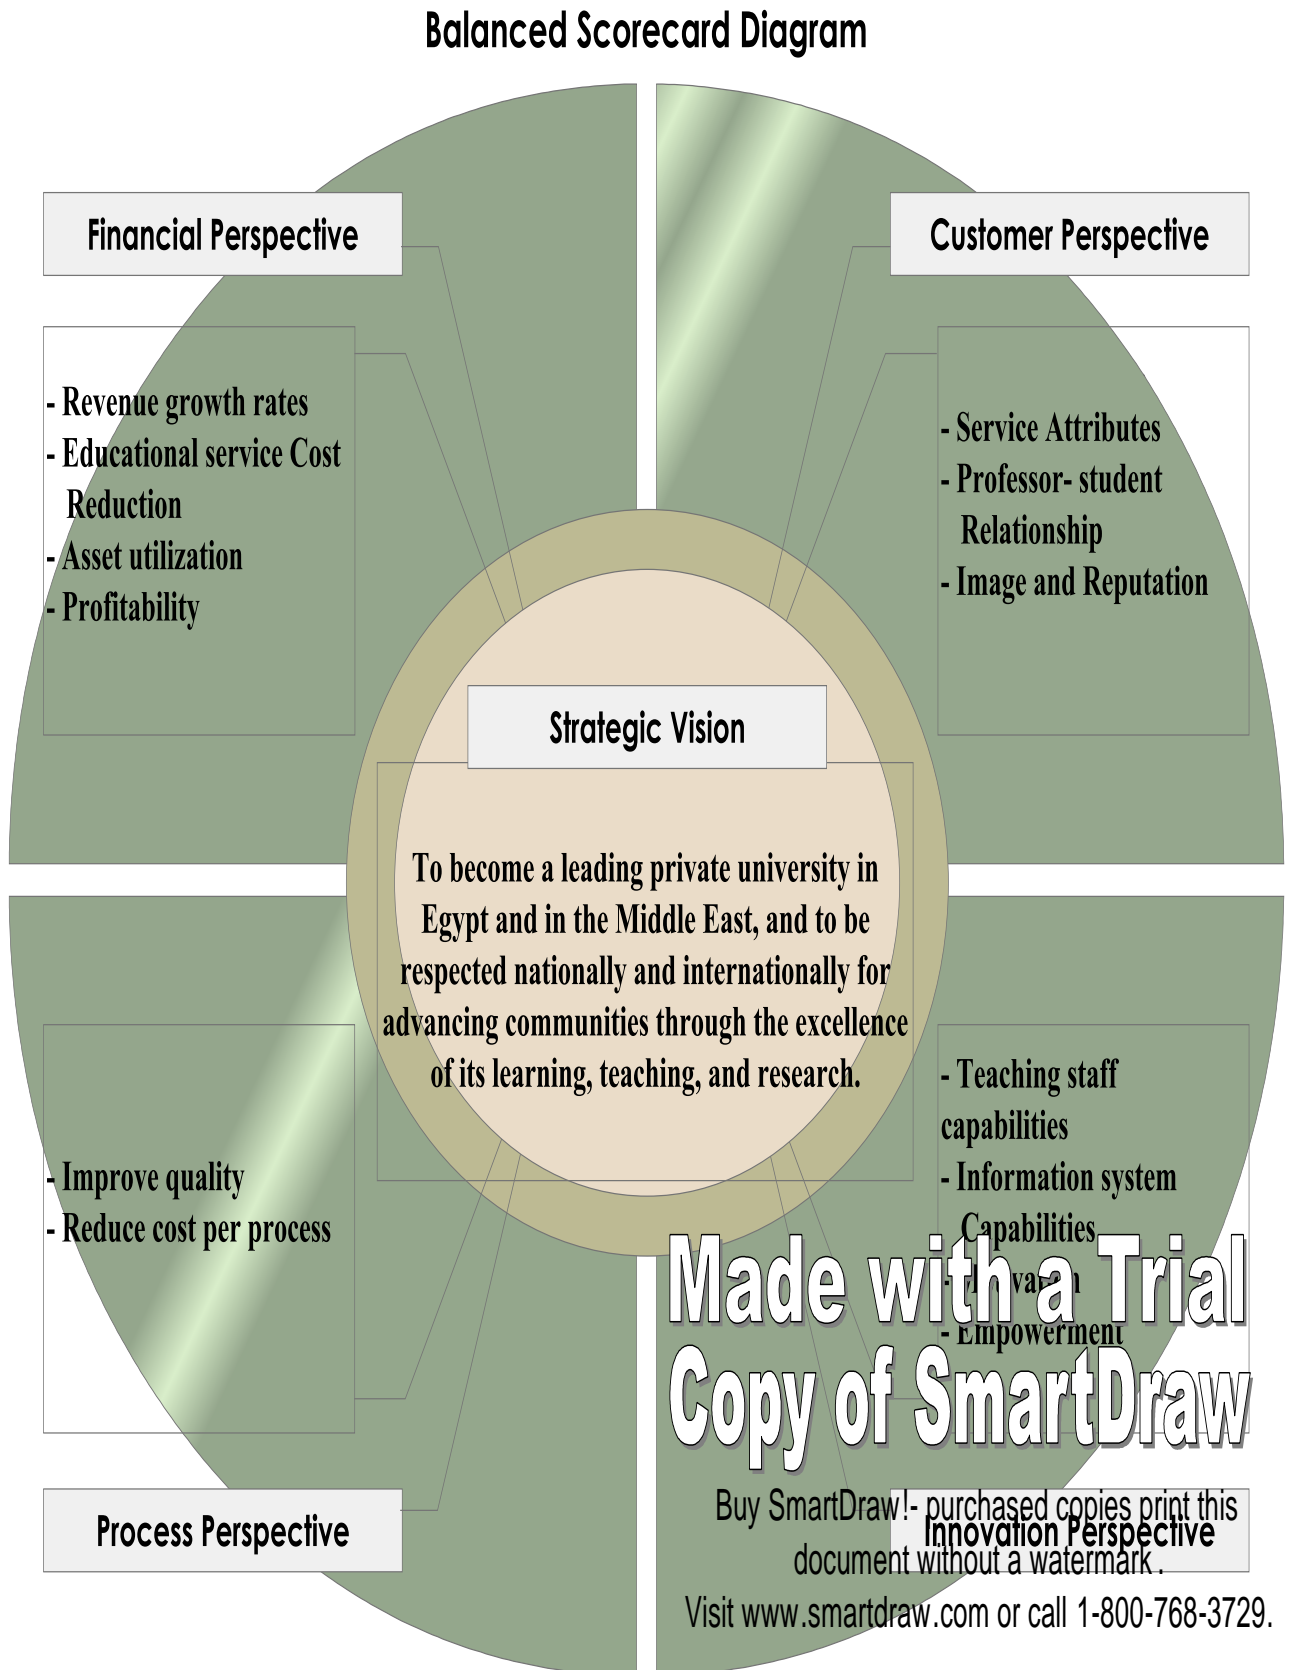 Balanced Scorecard Diagram
Financial Perspective
Customer Perspective
- Revenue growth rates
- Educational service Cost
Reduction
- Asset utilization
- Profitability
- Service Attributes
- Professor- student
Relationship
- Image and Reputation
Strategic Vision
To become a leading private university in
Egypt and in the Middle East, and to be
respected nationally and internationally for
advancing communities through the excellence
of its learning, teaching, and research.
- Improve quality
- Reduce cost per process
- Teaching staff
capabilities
- Information system
Capabilities
-
- Empowerment
Made with a Trial
Copy of SmartDraw
Process Perspective
Innovation Perspective
Buy SmartDraw!- purchased copies print this
document without a watermark .
Visit www.smartdraw.com or call 1-800-768-3729.